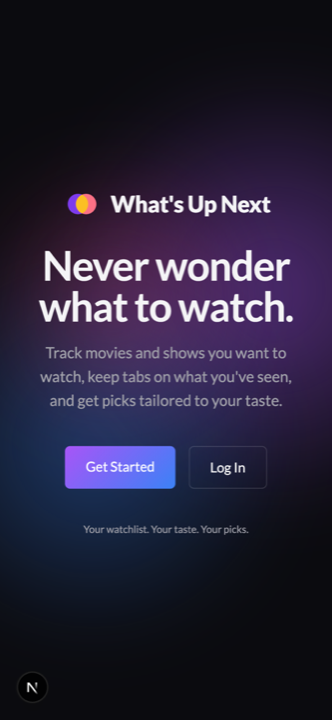 What's Up Next
Never wonder
what to watch.
Track movies and shows you want to
watch, keep tabs on what you've seen,
and get picks tailored to your taste.
Get Started
Log In
Your watchlist. Your taste. Your picks.
N